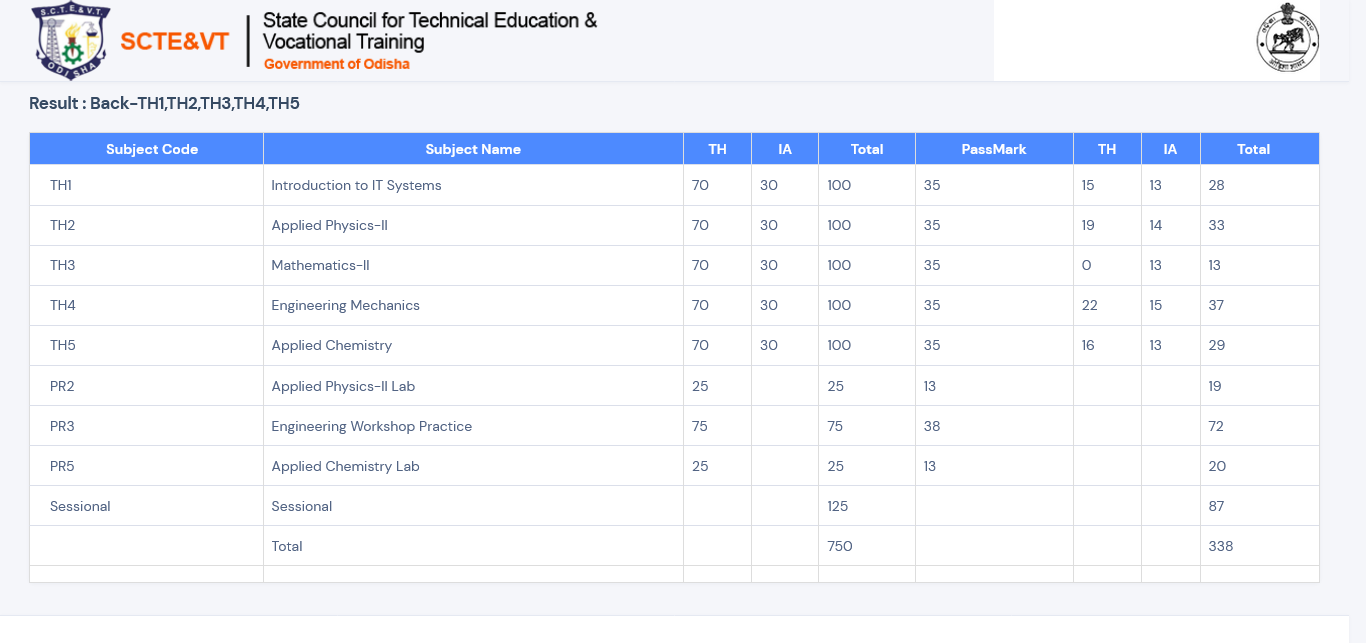 S.C.T.E.& V.T.
ODISHA
SCTE&VT
State Council for Technical Education &
Vocational Training
Government of Odisha
Result : Back-TH1,TH2,TH3,TH4,TH5
Subject Code Subject Name TH IA Total PassMark TH IA Total
TH1 Introduction to IT Systems 70 30 100 35 15 13 28
TH2 Applied Physics-II 70 30 100 35 19 14 33
TH3 Mathematics-II 70 30 100 35 0 13 13
TH4 Engineering Mechanics 70 30 100 35 22 15 37
TH5 Applied Chemistry 70 30 100 35 16 13 29
PR2 Applied Physics-II Lab 25 25 13 19
PR3 Engineering Workshop Practice 75 75 38 72
PR5 Applied Chemistry Lab 25 25 13 20
Sessional Sessional 125 87
Total 750 338